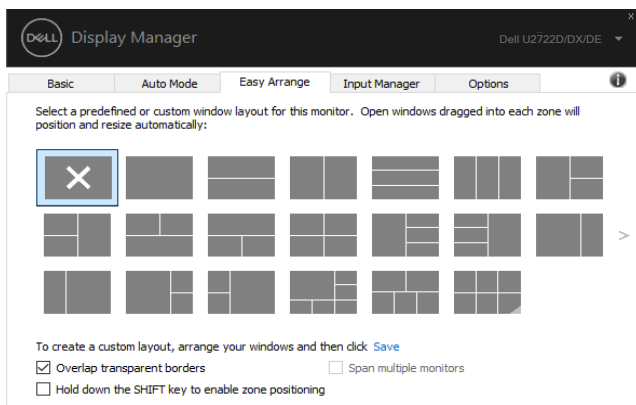 x
DELL Display Manager Dell U2722D/DX/DE
Basic Auto Mode Easy Arrange Input Manager Options i
Select a predefined or custom window layout for this monitor. Open windows dragged into each zone will
position and resize automatically:
>
To create a custom layout, arrange your windows and then click Save
Overlap transparent borders Span multiple monitors
Hold down the SHIFT key to enable zone positioning